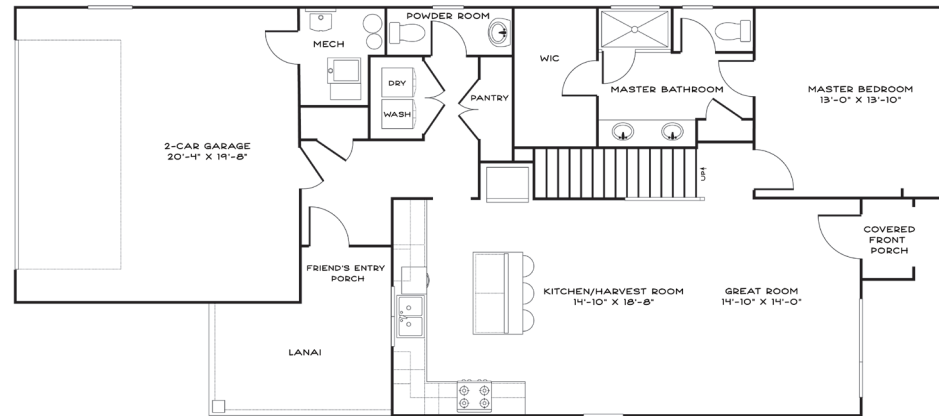 POWDER ROOM
MECH
WIC
DRY
WASH
PANTRY
MASTER BATHROOM
MASTER BEDROOM
13'-0" X 13'-10"
2-CAR GARAGE
20'-4" X 19'-8"
UP
COVERED
FRONT
PORCH
FRIEND'S ENTRY
PORCH
KITCHEN/HARVEST ROOM
14'-10" X 18'-8"
GREAT ROOM
14'-10" X 14'-0"
LANAI